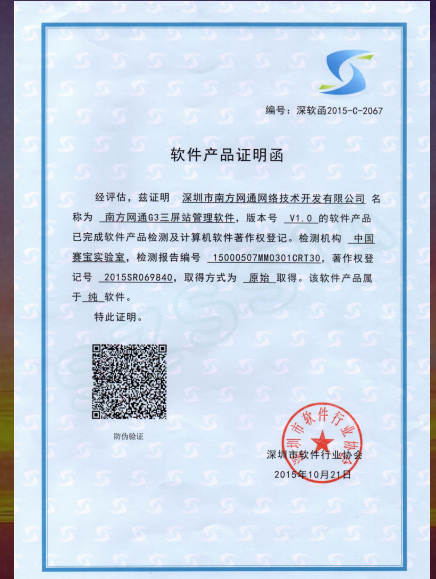 编号：深软函2015-C-2067
软件产品证明函
经评估，兹证明 深圳市南方网通网络技术开发有限公司 名
称为 南方网通G3三屏站管理软件，版本号 V1.0 的软件产品
已完成软件产品检测及计算机软件著作权登记。检测机构 中国
赛宝实验室，检测报告编号 15000507MM0301CRT30，著作权登
记号 2015SR069840，取得方式为 原始 取得。该软件产品属
于 纯 软件。
特此证明。
防伪验证
深圳市软件行业协会
深圳市软件行业协会
2015年10月21日